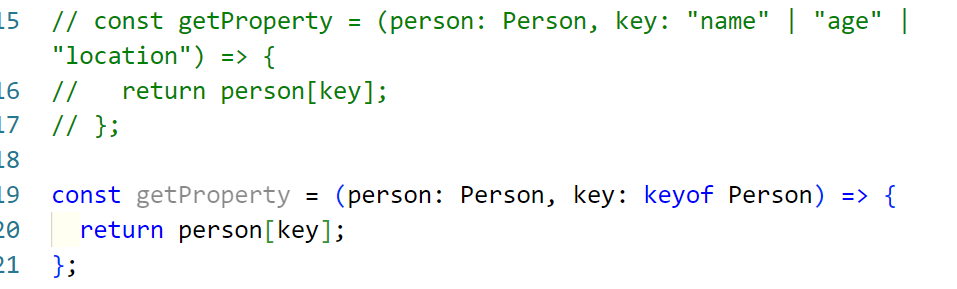 15 // const getProperty = (person: Person, key: "name" | "age" |
"location") => {
16 //   return person[key];
17 // };
18
19 const getProperty = (person: Person, key: keyof Person) => {
20   return person[key];
21 };